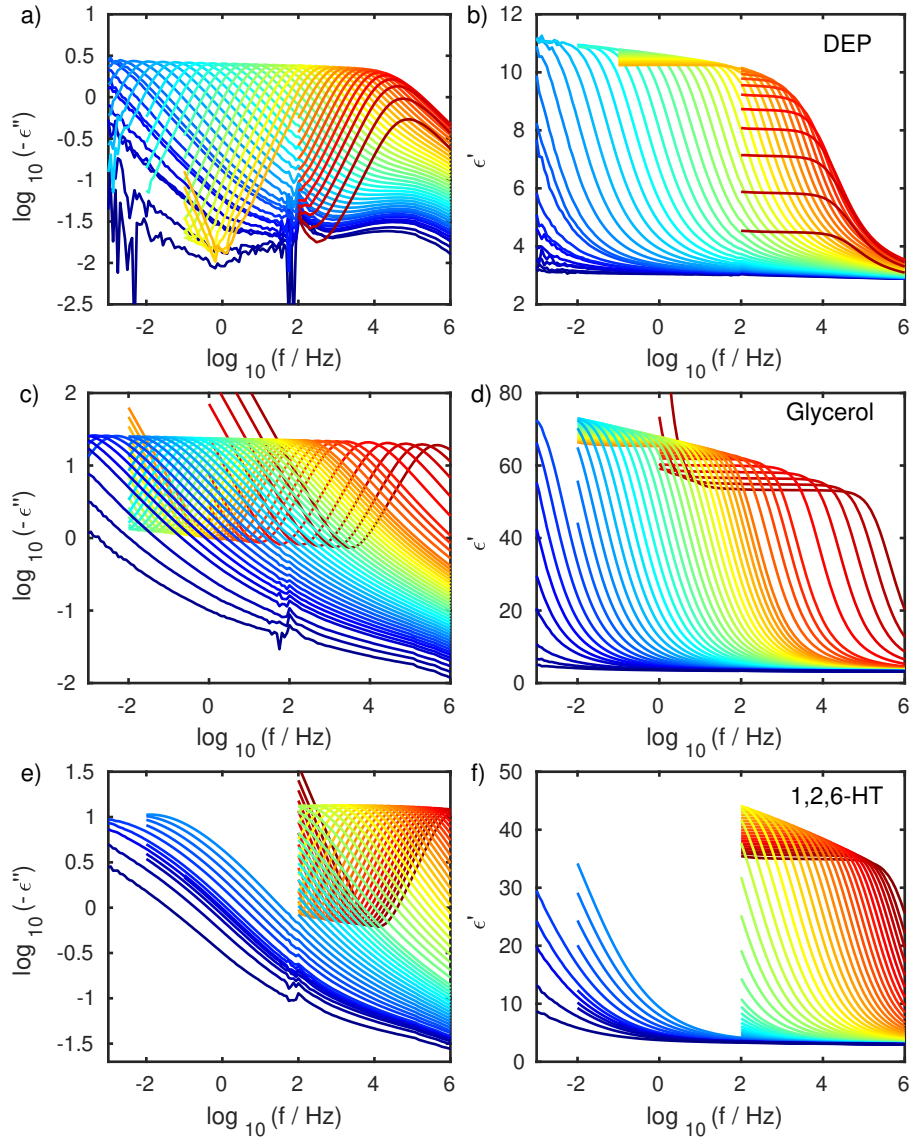 a)
1
0.5
0
-0.5
-1
-1.5
-2
-2.5
-2 0 2 4 6
log 10 (f / Hz)
log 10 (- ϵ'')
b)
DEP
12
10
8
6
4
2
-2 0 2 4 6
log 10 (f / Hz)
ϵ'
c)
2
1
0
-1
-2
-2 0 2 4 6
log 10 (f / Hz)
log 10 (- ϵ'')
d)
Glycerol
80
60
40
20
0
-2 0 2 4 6
log 10 (f / Hz)
ϵ'
e)
1.5
1
0.5
0
-0.5
-1
-1.5
-2 0 2 4 6
log 10 (f / Hz)
log 10 (- ϵ'')
f)
1,2,6-HT
50
40
30
20
10
0
-2 0 2 4 6
log 10 (f / Hz)
ϵ'